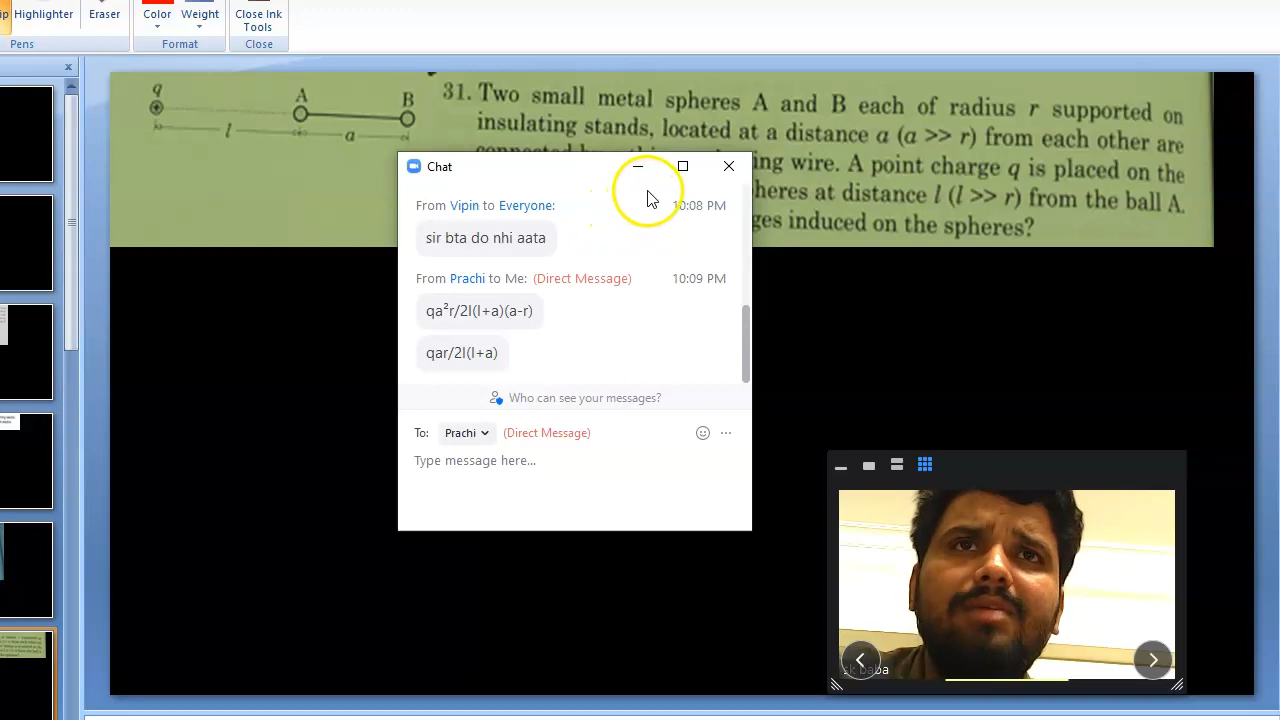 Highlighter
Eraser
Color
Weight
Close Ink
Tools
Pens
Format
Close
q
A
B
l
a
31. Two small metal spheres A and B each of radius r supported on
insulating stands, located at a distance a (a >> r) from each other are
wire. A point charge q is placed on the
at distance l (l >> r) from the ball A.
induced on the spheres?
Chat
From Vipin to Everyone:
10:08 PM
sir bta do nhi aata
From Prachi to Me: (Direct Message)
10:09 PM
qa²r/2l(l+a)(a-r)
qar/2l(l+a)
Who can see your messages?
To: Prachi (Direct Message)
Type message here...
baba